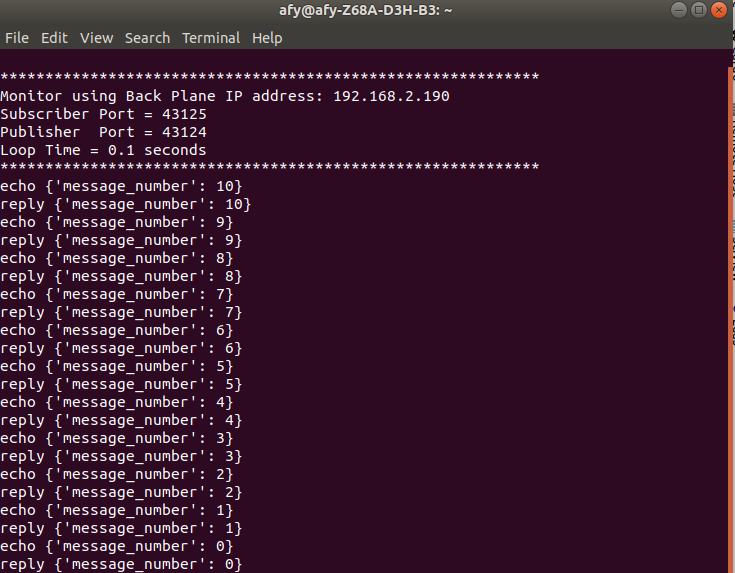 afy@afy-Z68A-D3H-B3: ~
File Edit View Search Terminal Help
************************************************************
Monitor using Back Plane IP address: 192.168.2.190
Subscriber Port = 43125
Publisher  Port = 43124
Loop Time = 0.1 seconds
************************************************************
echo {'message_number': 10}
reply {'message_number': 10}
echo {'message_number': 9}
reply {'message_number': 9}
echo {'message_number': 8}
reply {'message_number': 8}
echo {'message_number': 7}
reply {'message_number': 7}
echo {'message_number': 6}
reply {'message_number': 6}
echo {'message_number': 5}
reply {'message_number': 5}
echo {'message_number': 4}
reply {'message_number': 4}
echo {'message_number': 3}
reply {'message_number': 3}
echo {'message_number': 2}
reply {'message_number': 2}
echo {'message_number': 1}
reply {'message_number': 1}
echo {'message_number': 0}
reply {'message_number': 0}